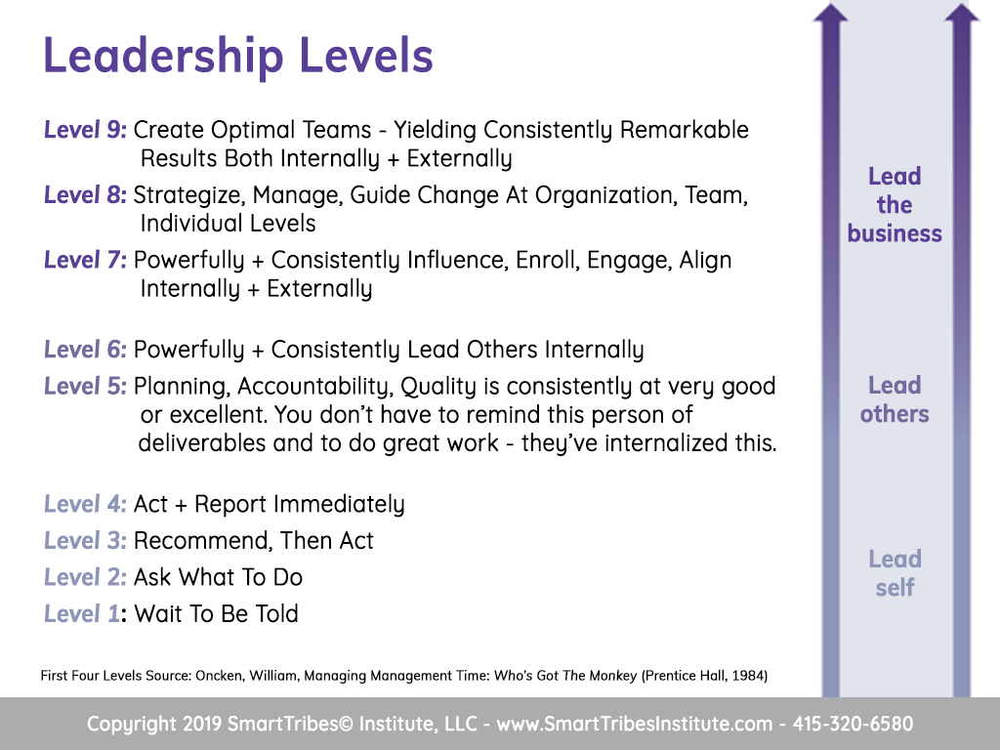 Leadership Levels
Level 9: Create Optimal Teams - Yielding Consistently Remarkable
Results Both Internally + Externally
Level 8: Strategize, Manage, Guide Change At Organization, Team,
Individual Levels
Level 7: Powerfully + Consistently Influence, Enroll, Engage, Align
Internally + Externally
Lead
the
business
Level 6: Powerfully + Consistently Lead Others Internally
Level 5: Planning, Accountability, Quality is consistently at very good
or excellent. You don't have to remind this person of
deliverables and to do great work - they've internalized this.
Lead
others
Level 4: Act + Report Immediately
Level 3: Recommend, Then Act
Level 2: Ask What To Do
Level 1: Wait To Be Told
Lead
self
First Four Levels Source: Oncken, William, Managing Management Time: Who's Got The Monkey (Prentice Hall, 1984)
Copyright 2019 SmartTribes© Institute, LLC - www.SmartTribesInstitute.com - 415-320-6580